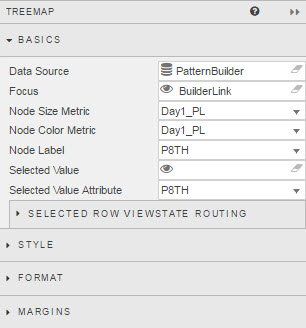 TREEMAP
BASICS
Data Source PatternBuilder
Focus BuilderLink
Node Size Metric Day1_PL
Node Color Metric Day1_PL
Node Label P8TH
Selected Value
Selected Value Attribute P8TH
SELECTED ROW VIEWSTATE ROUTING
STYLE
FORMAT
MARGINS